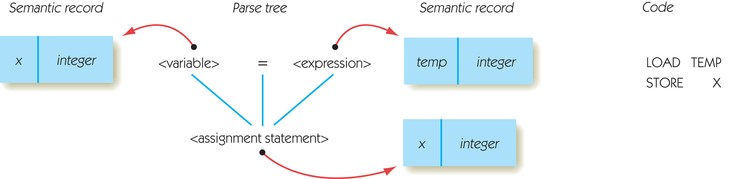 Semantic record Parse tree Semantic record Code
x integer <variable> = <expression> temp integer LOAD TEMP
STORE X
<assignment statement> x integer